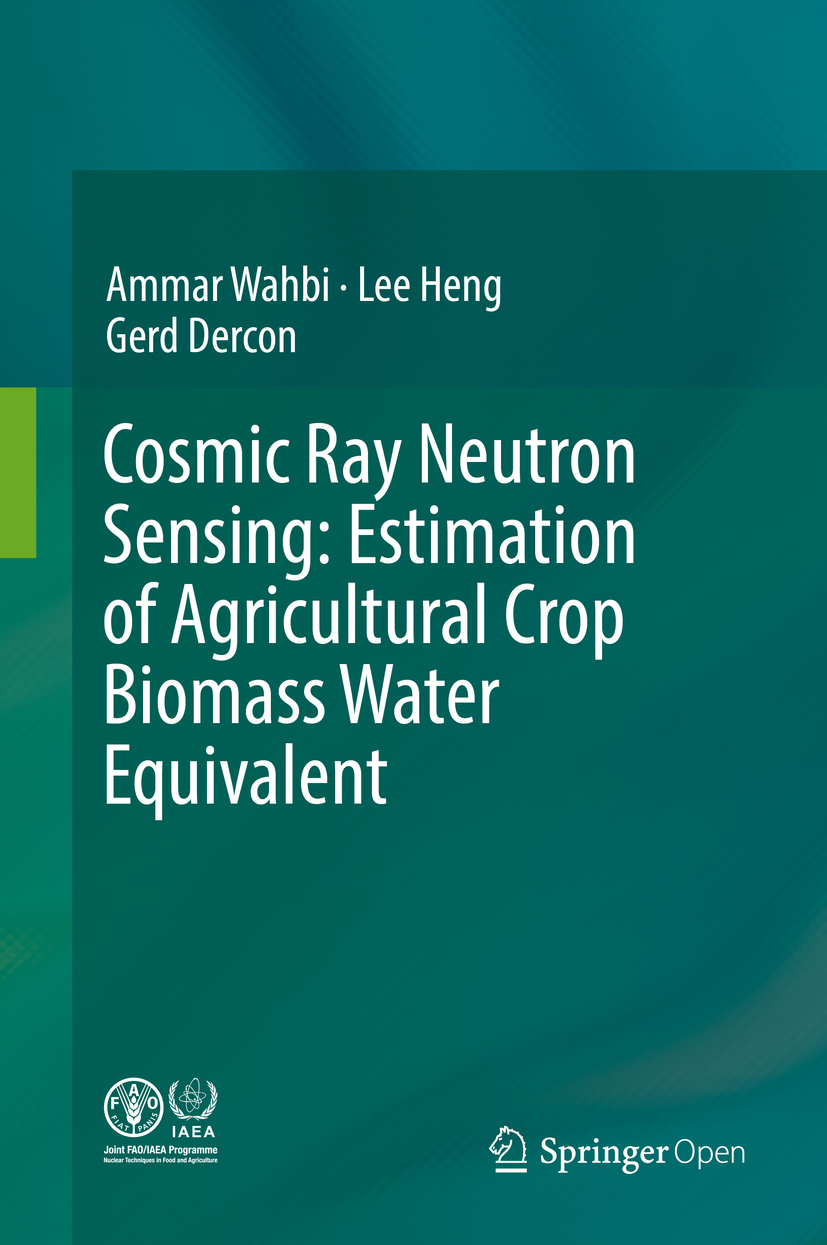 Ammar Wahbi · Lee Heng
Gerd Dercon
Cosmic Ray Neutron
Sensing: Estimation
of Agricultural Crop
Biomass Water
Equivalent
F A O
FIAT PANIS
IAEA
Joint FAO/IAEA Programme
Nuclear Techniques in Food and Agriculture
Springer Open